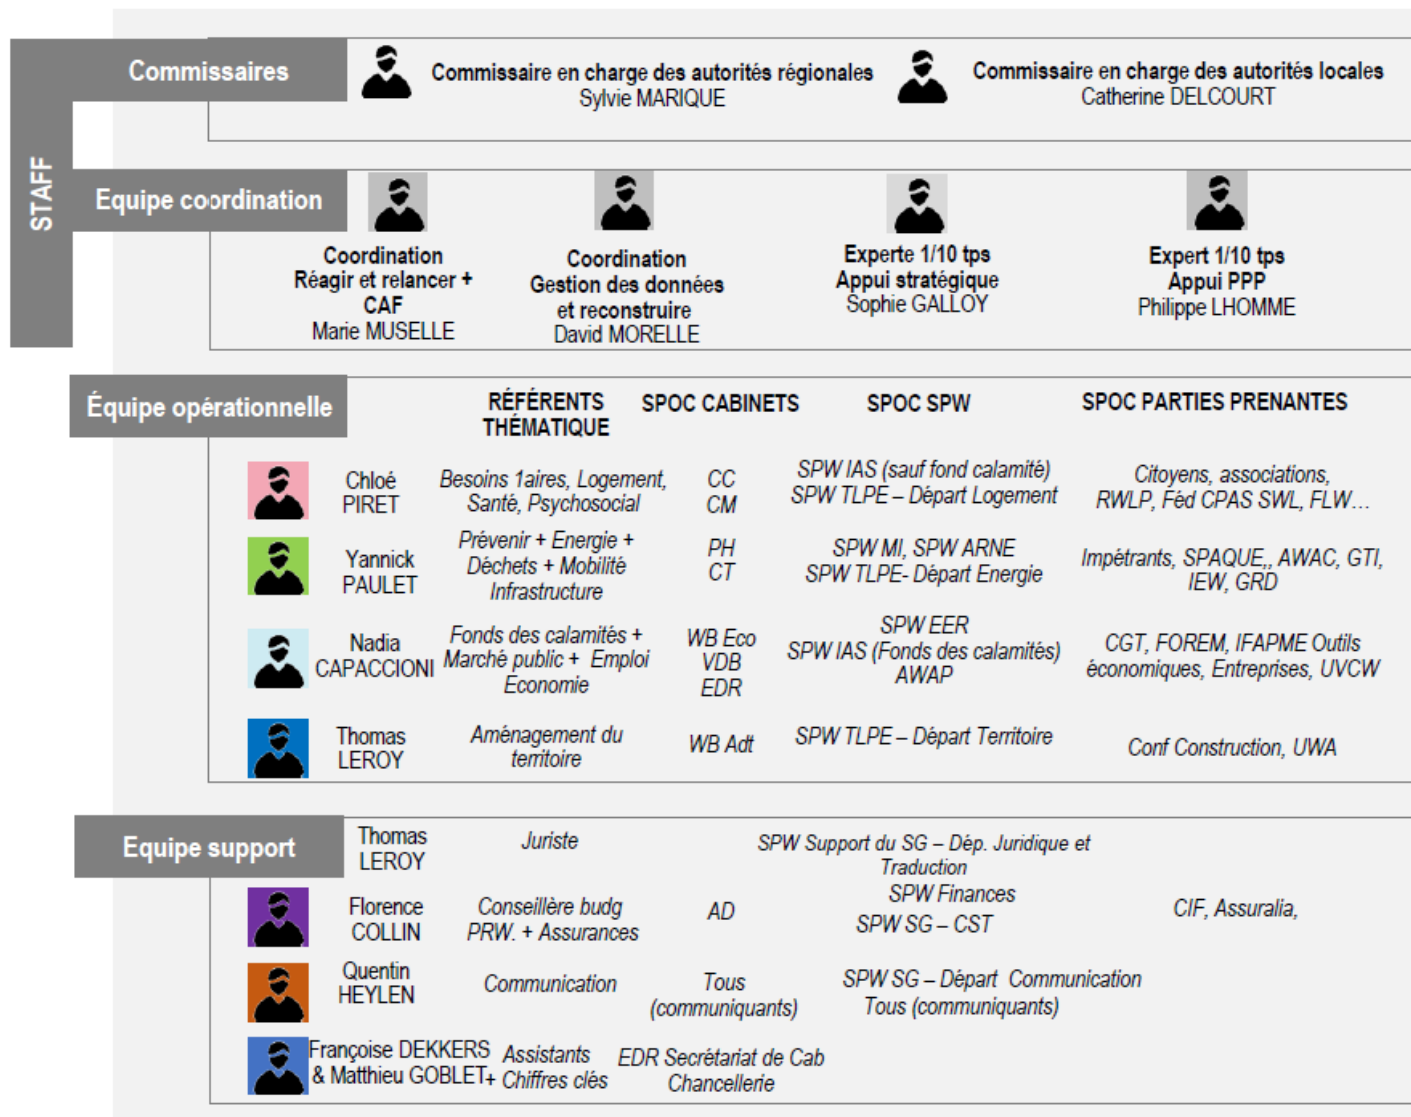 STAFF
Commissaires
Commissaire en charge des autorités régionales
Sylvie MARIQUE
Commissaire en charge des autorités locales
Catherine DELCOURT
Equipe coordination
Coordination
Réagir et relancer +
CAF
Marie MUSELLE
Coordination
Gestion des données
et reconstruire
David MORELLE
Experte 1/10 tps
Appui stratégique
Sophie GALLOY
Expert 1/10 tps
Appui PPP
Philippe LHOMME
Équipe opérationnelle
RÉFÉRENTS
THÉMATIQUE
SPOC CABINETS
SPOC SPW
SPOC PARTIES PRENANTES
Chloé
PIRET
Besoins 1aires, Logement,
Santé, Psychosocial
CC
CM
SPW IAS (sauf fond calamité)
SPW TLPE – Départ Logement
Citoyens, associations,
RWLP, Féd CPAS SWL, FLW…
Yannick
PAULET
Prévenir + Energie +
Déchets + Mobilité
Infrastructure
PH
CT
SPW MI, SPW ARNE
SPW TLPE- Départ Energie
Impétrants, SPAQUE,, AWAC, GTI,
IEW, GRD
Nadia
CAPACCIONI
Fonds des calamités +
Marché public + Emploi
Economie
WB Eco
VDB
EDR
SPW EER
SPW IAS (Fonds des calamités)
AWAP
CGT, FOREM, IFAPME Outils
économiques, Entreprises, UVCW
Thomas
LEROY
Aménagement du
territoire
WB Adt
SPW TLPE – Départ Territoire
Conf Construction, UWA
Equipe support
Thomas
LEROY
Juriste
SPW Support du SG – Dép. Juridique et
Traduction
Florence
COLLIN
Conseillère budg
PRW. + Assurances
AD
SPW Finances
SPW SG – CST
CIF, Assuralia,
Quentin
HEYLEN
Communication
Tous
(communiquants)
SPW SG – Départ Communication
Tous (communiquants)
Françoise DEKKERS
& Matthieu GOBLET
Assistants
+ Chiffres clés
EDR Secrétariat de Cab
Chancellerie